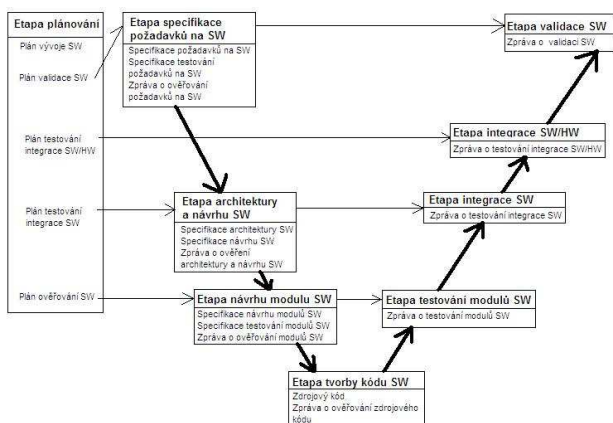 Etapa plánování
Plán vývoje SW
Plán validace SW
Plán testování
integrace SW/HW
Plán testování
integrace SW
Plán ověřování SW
Etapa specifikace
požadavků na SW
Specifikace požadavků na SW
Specifikace testování
požadavků na SW
Zpráva o ověřování
požadavků na SW
Etapa validace SW
Zpráva o validaci SW
Etapa integrace SW/HW
Zpráva o testování integrace SW/HW
Etapa architektury
a návrhu SW
Specifikace architektury SW
Specifikace návrhu SW
Zpráva o ověření
architektury a návrhu SW
Etapa integrace SW
Zpráva o testování integrace SW
Etapa návrhu modulu SW
Specifikace návrhu modulů SW
Specifikace testování modulů SW
Zpráva o ověřování modulů SW
Etapa testování modulů SW
Zpráva o testování modulů SW
Etapa tvorby kódu SW
Zdrojový kód
Zpráva o ověřování zdrojového
kódu